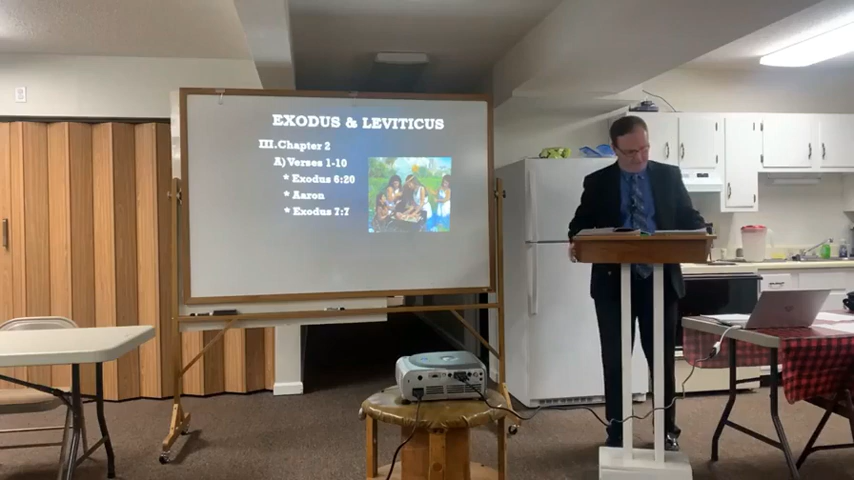 EXODUS & LEVITICUS
III.Chapter 2
A)Verses 1-10
* Exodus 6:20
* Aaron
* Exodus 7:7